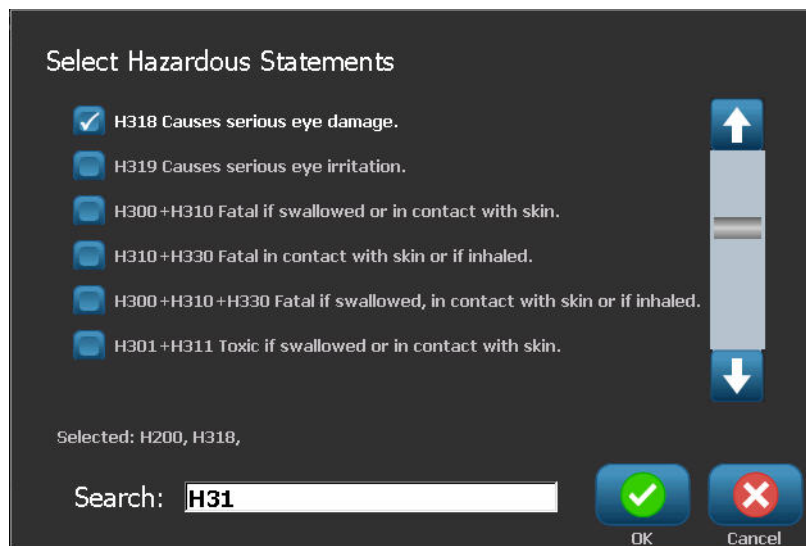 Select Hazardous Statements
H318 Causes serious eye damage.
H319 Causes serious eye irritation.
H300+H310 Fatal if swallowed or in contact with skin.
H310+H330 Fatal in contact with skin or if inhaled.
H300+H310+H330 Fatal if swallowed, in contact with skin or if inhaled.
H301+H311 Toxic if swallowed or in contact with skin.
Selected: H200, H318,
Search: H31
OK Cancel